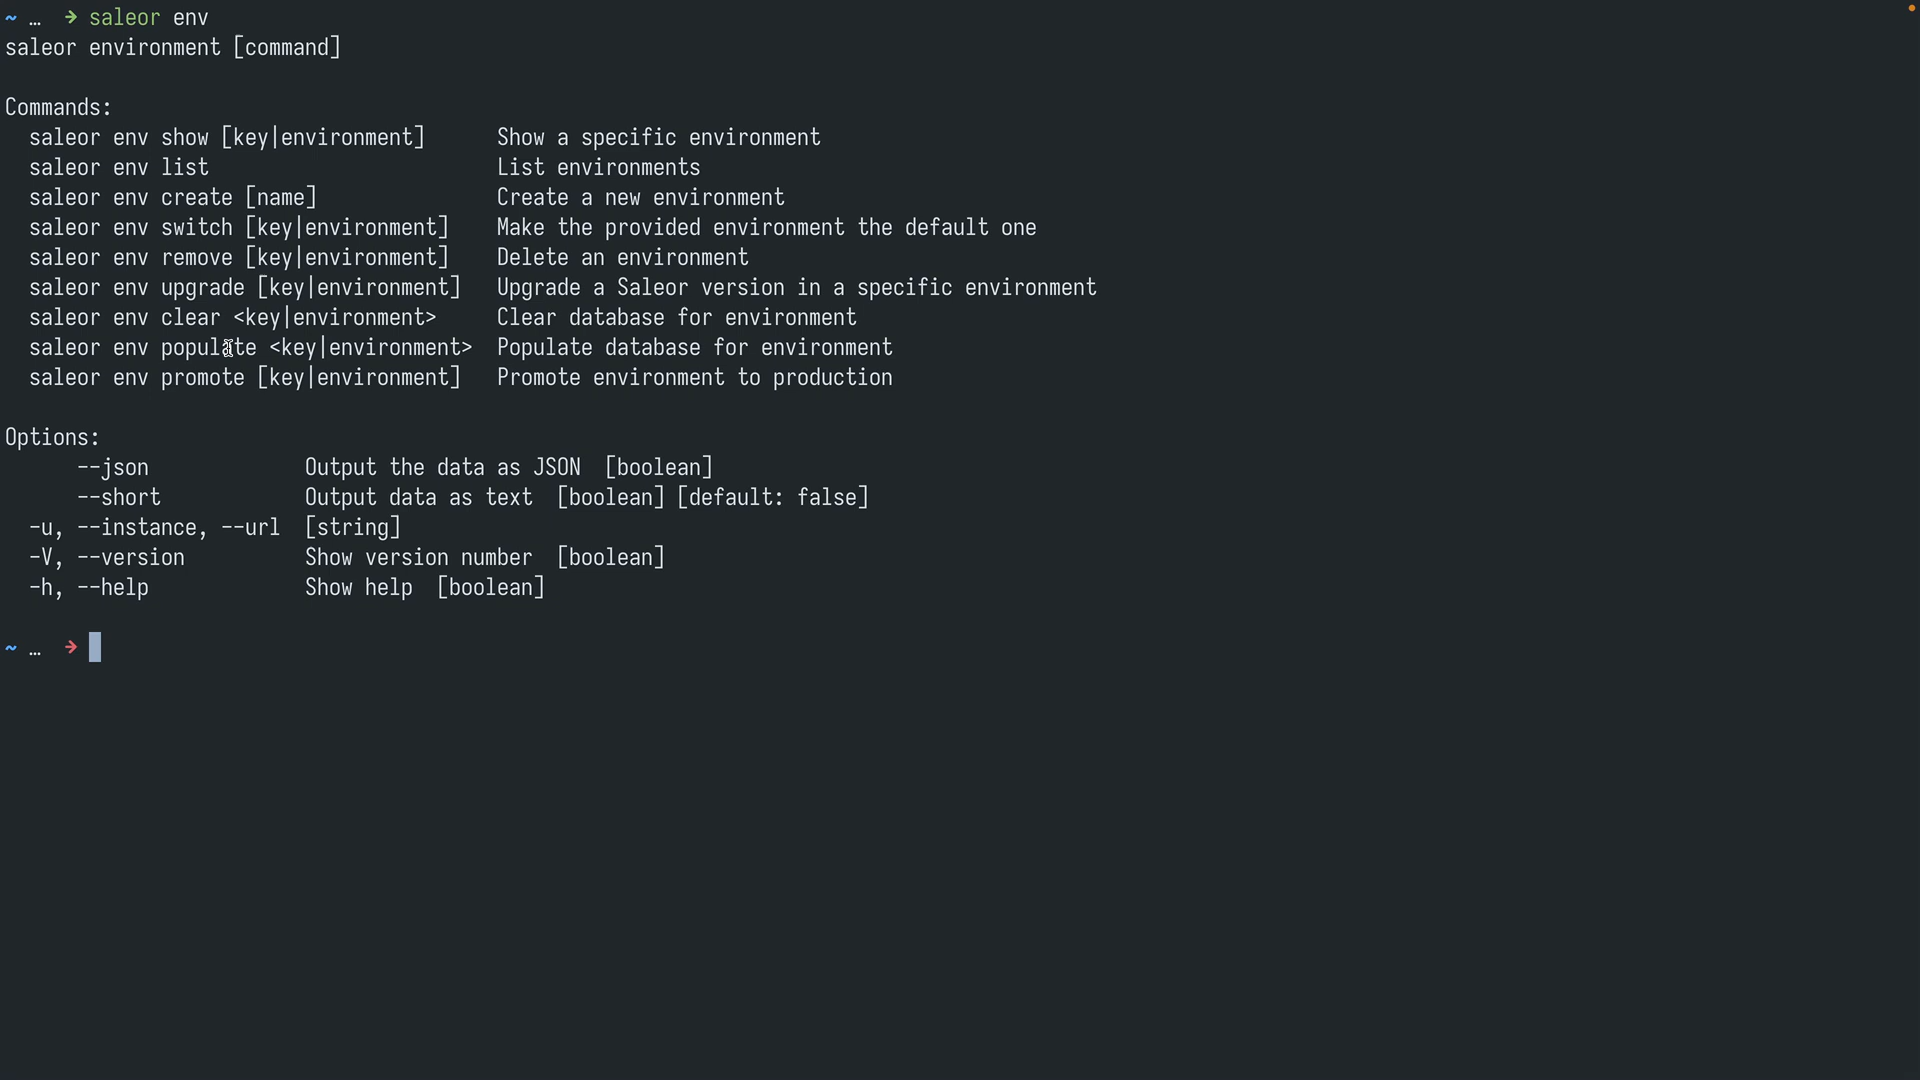 ~ … → saleor env
saleor environment [command]
Commands:
saleor env show [key|environment] Show a specific environment
saleor env list List environments
saleor env create [name] Create a new environment
saleor env switch [key|environment] Make the provided environment the default one
saleor env remove [key|environment] Delete an environment
saleor env upgrade [key|environment] Upgrade a Saleor version in a specific environment
saleor env clear <key|environment> Clear database for environment
saleor env populate <key|environment> Populate database for environment
saleor env promote [key|environment] Promote environment to production
Options:
--json Output the data as JSON [boolean]
--short Output data as text [boolean] [default: false]
-u, --instance, --url [string]
-V, --version Show version number [boolean]
-h, --help Show help [boolean]
~ … →